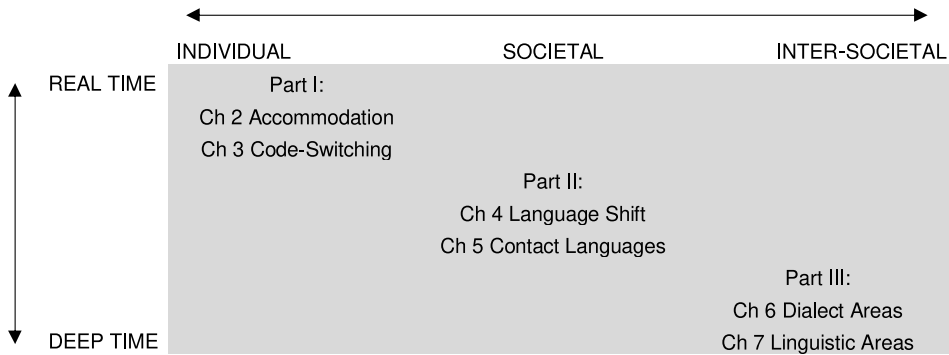 INDIVIDUAL SOCIETAL INTER-SOCIETAL
REAL TIME Part I:
Ch 2 Accommodation
Ch 3 Code-Switching
Part II:
Ch 4 Language Shift
Ch 5 Contact Languages
Part III:
Ch 6 Dialect Areas
DEEP TIME Ch 7 Linguistic Areas